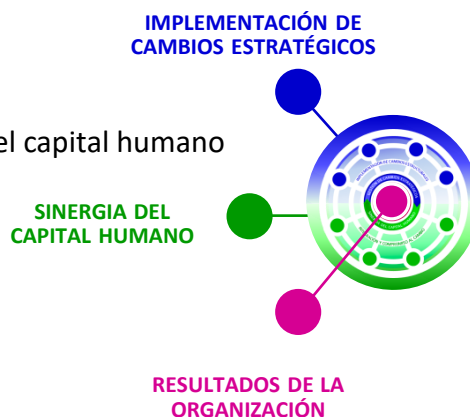 IMPLEMENTACIÓN DE
CAMBIOS ESTRATÉGICOS
el capital humano
SINERGIA DEL
CAPITAL HUMANO
RESULTADOS DE LA
ORGANIZACIÓN